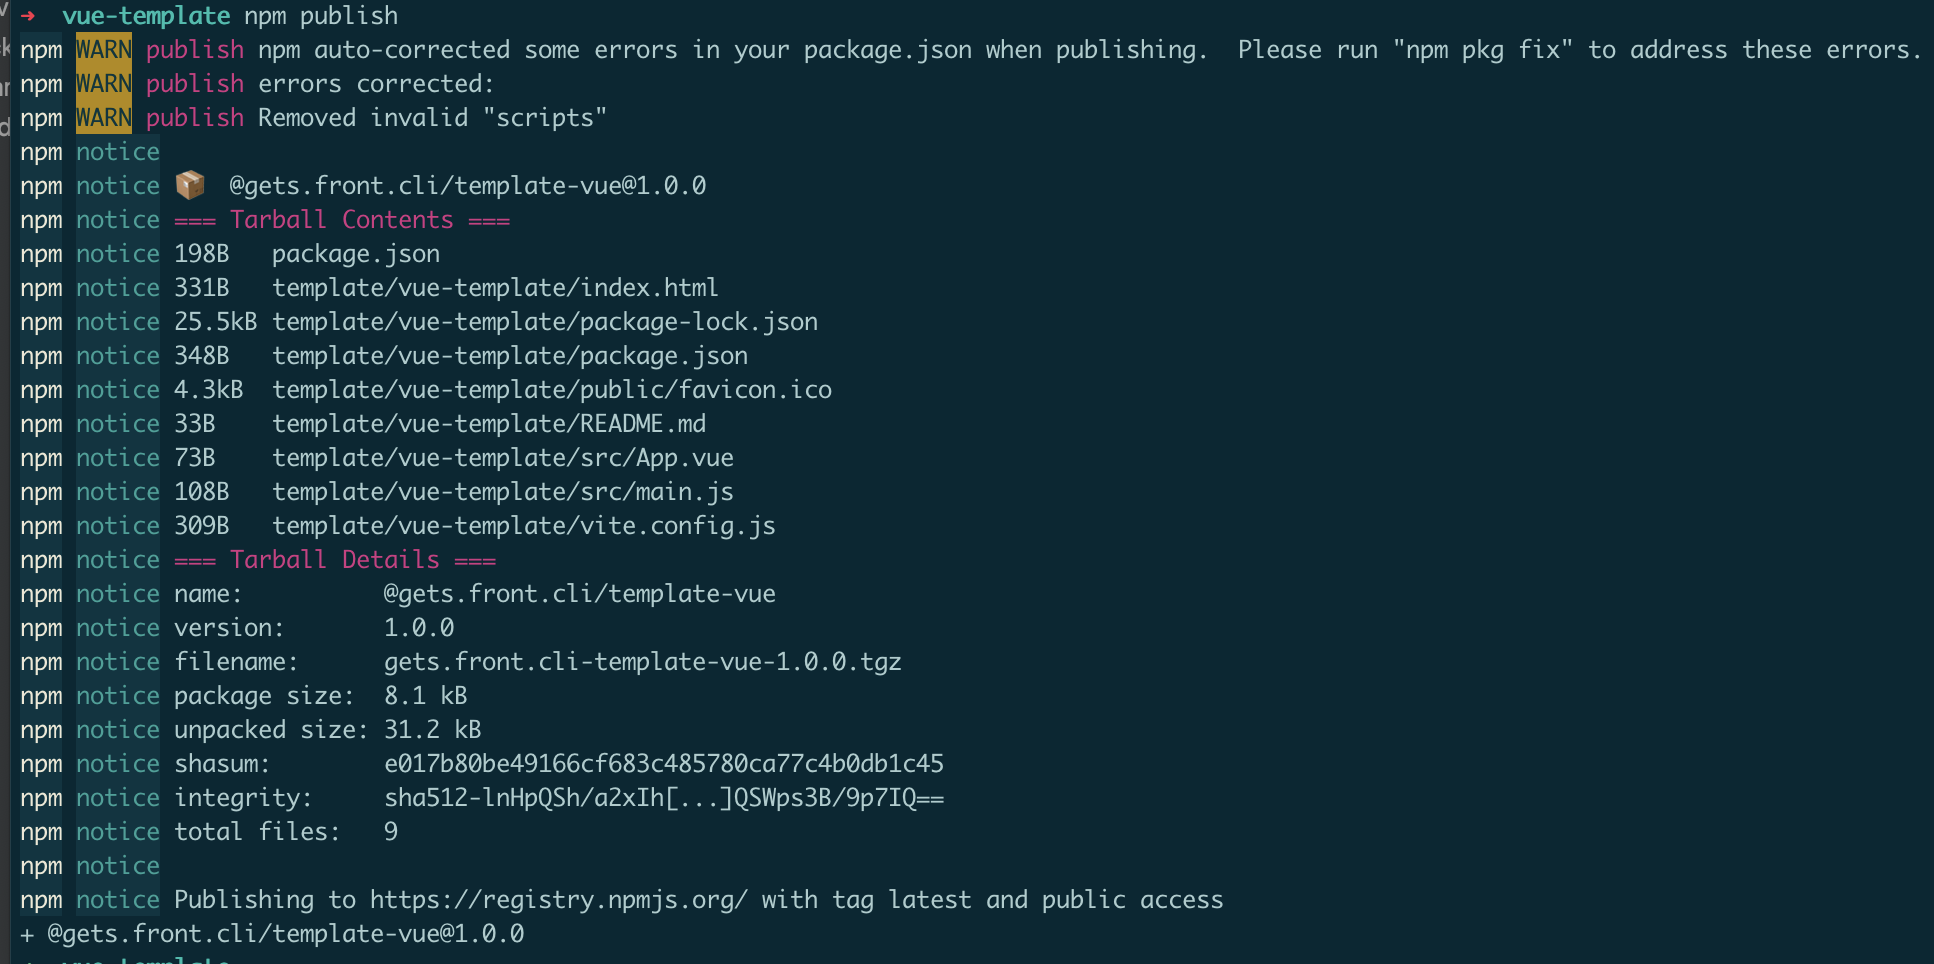 ➜ vue-template npm publish
npm WARN publish npm auto-corrected some errors in your package.json when publishing.  Please run "npm pkg fix" to address these errors.
npm WARN publish errors corrected:
npm WARN publish Removed invalid "scripts"
npm notice
npm notice 📦  @gets.front.cli/template-vue@1.0.0
npm notice === Tarball Contents ===
npm notice 198B   package.json
npm notice 331B   template/vue-template/index.html
npm notice 25.5kB template/vue-template/package-lock.json
npm notice 348B   template/vue-template/package.json
npm notice 4.3kB  template/vue-template/public/favicon.ico
npm notice 33B    template/vue-template/README.md
npm notice 73B    template/vue-template/src/App.vue
npm notice 108B   template/vue-template/src/main.js
npm notice 309B   template/vue-template/vite.config.js
npm notice === Tarball Details ===
npm notice name:          @gets.front.cli/template-vue
npm notice version:       1.0.0
npm notice filename:      gets.front.cli-template-vue-1.0.0.tgz
npm notice package size:  8.1 kB
npm notice unpacked size: 31.2 kB
npm notice shasum:        e017b80be49166cf683c485780ca77c4b0db1c45
npm notice integrity:     sha512-lnHpQSh/a2xIh[...]QSWps3B/9p7IQ==
npm notice total files:   9
npm notice
npm notice Publishing to https://registry.npmjs.org/ with tag latest and public access
+ @gets.front.cli/template-vue@1.0.0